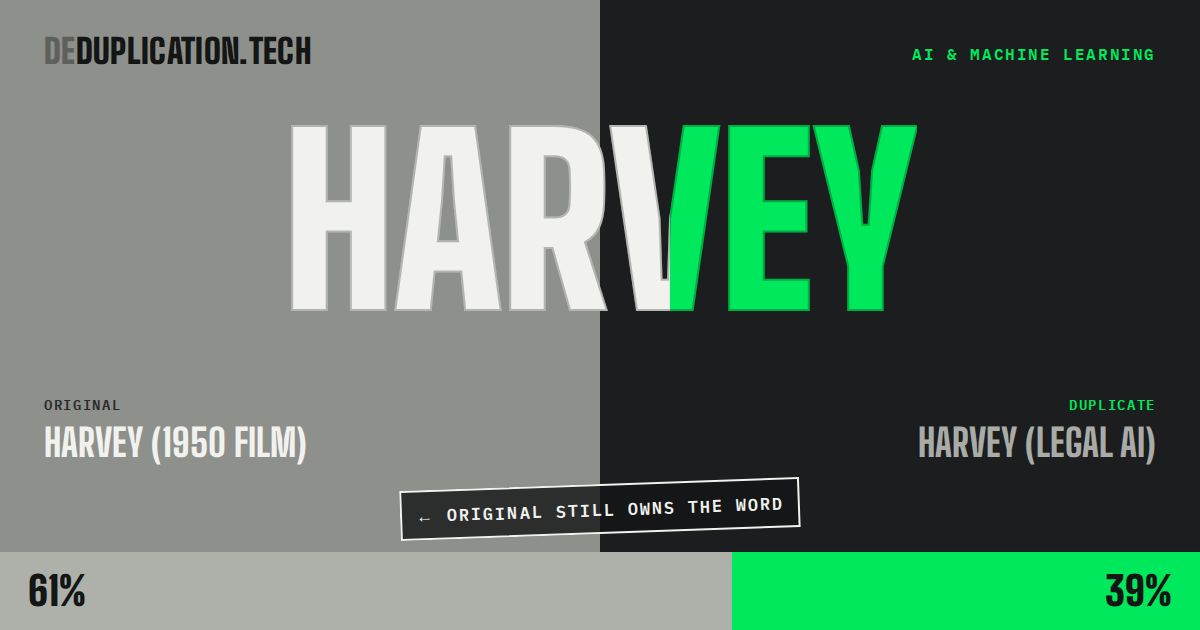 DEDUPLICATION.TECH
AI & MACHINE LEARNING
HARVEY
ORIGINAL
HARVEY (1950 FILM)
DUPLICATE
HARVEY (LEGAL AI)
← ORIGINAL STILL OWNS THE WORD
61%
39%